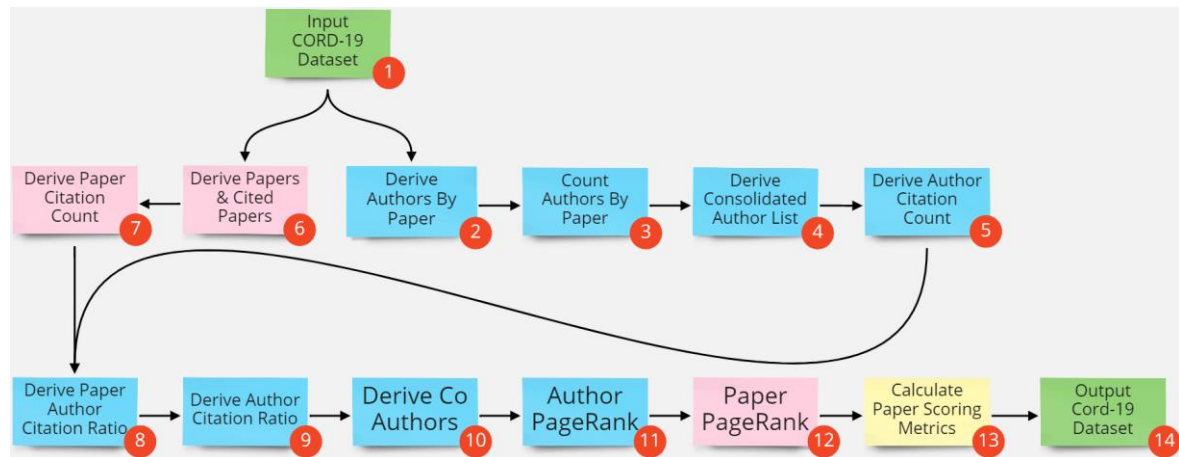 Input
CORD-19
Dataset
1
Derive Paper
Citation
Count
7
Derive Papers
& Cited
Papers
6
Derive
Authors By
Paper
2
Count
Authors By
Paper
3
Derive
Consolidated
Author List
4
Derive Author
Citation
Count
5
Derive Paper
Author
Citation Ratio
8
Derive Author
Citation Ratio
9
Derive Co
Authors
10
Author
PageRank
11
Paper
PageRank
12
Calculate
Paper Scoring
Metrics
13
Output
Cord-19
Dataset
14